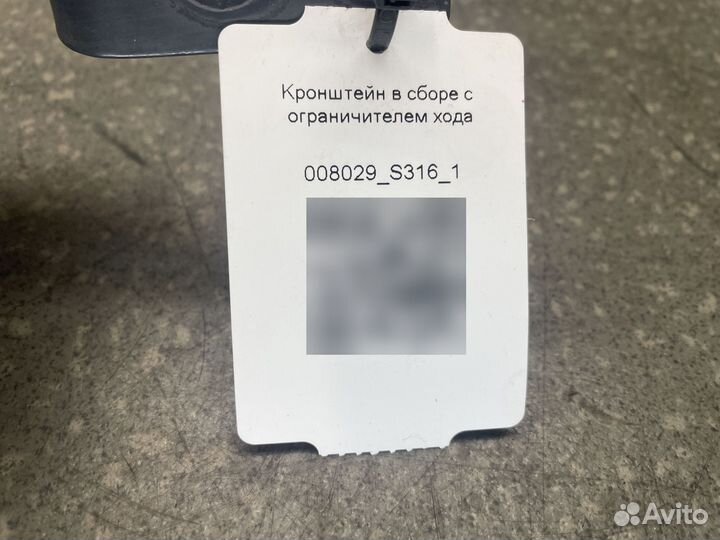 Кронштейн в сборе с
ограничителем хода
008029_S316_1
Avito